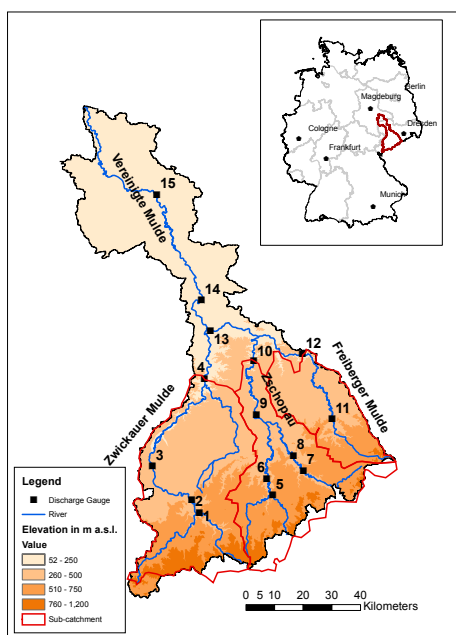 Berlin
Magdeburg
Dresden
Cologne
Frankfurt
Munich
Vereinigte Mulde
15
14
13
12
10
4
Zschopau
Freiberger Mulde
Zwickauer Mulde
9
11
3
8
7
6
5
2
1
Legend
Discharge Gauge
River
Elevation in m a.s.l.
Value
52 - 250
260 - 500
510 - 750
760 - 1,200
Sub-catchment
0 5 10 20 30 40
Kilometers